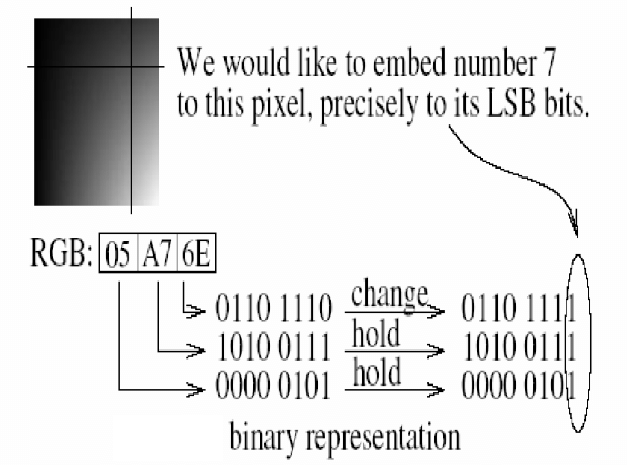 We would like to embed number 7
to this pixel, precisely to its LSB bits.
RGB: 05 A7 6E
0110 1110 change 0110 1111
1010 0111 hold 1010 0111
0000 0101 hold 0000 0101
binary representation